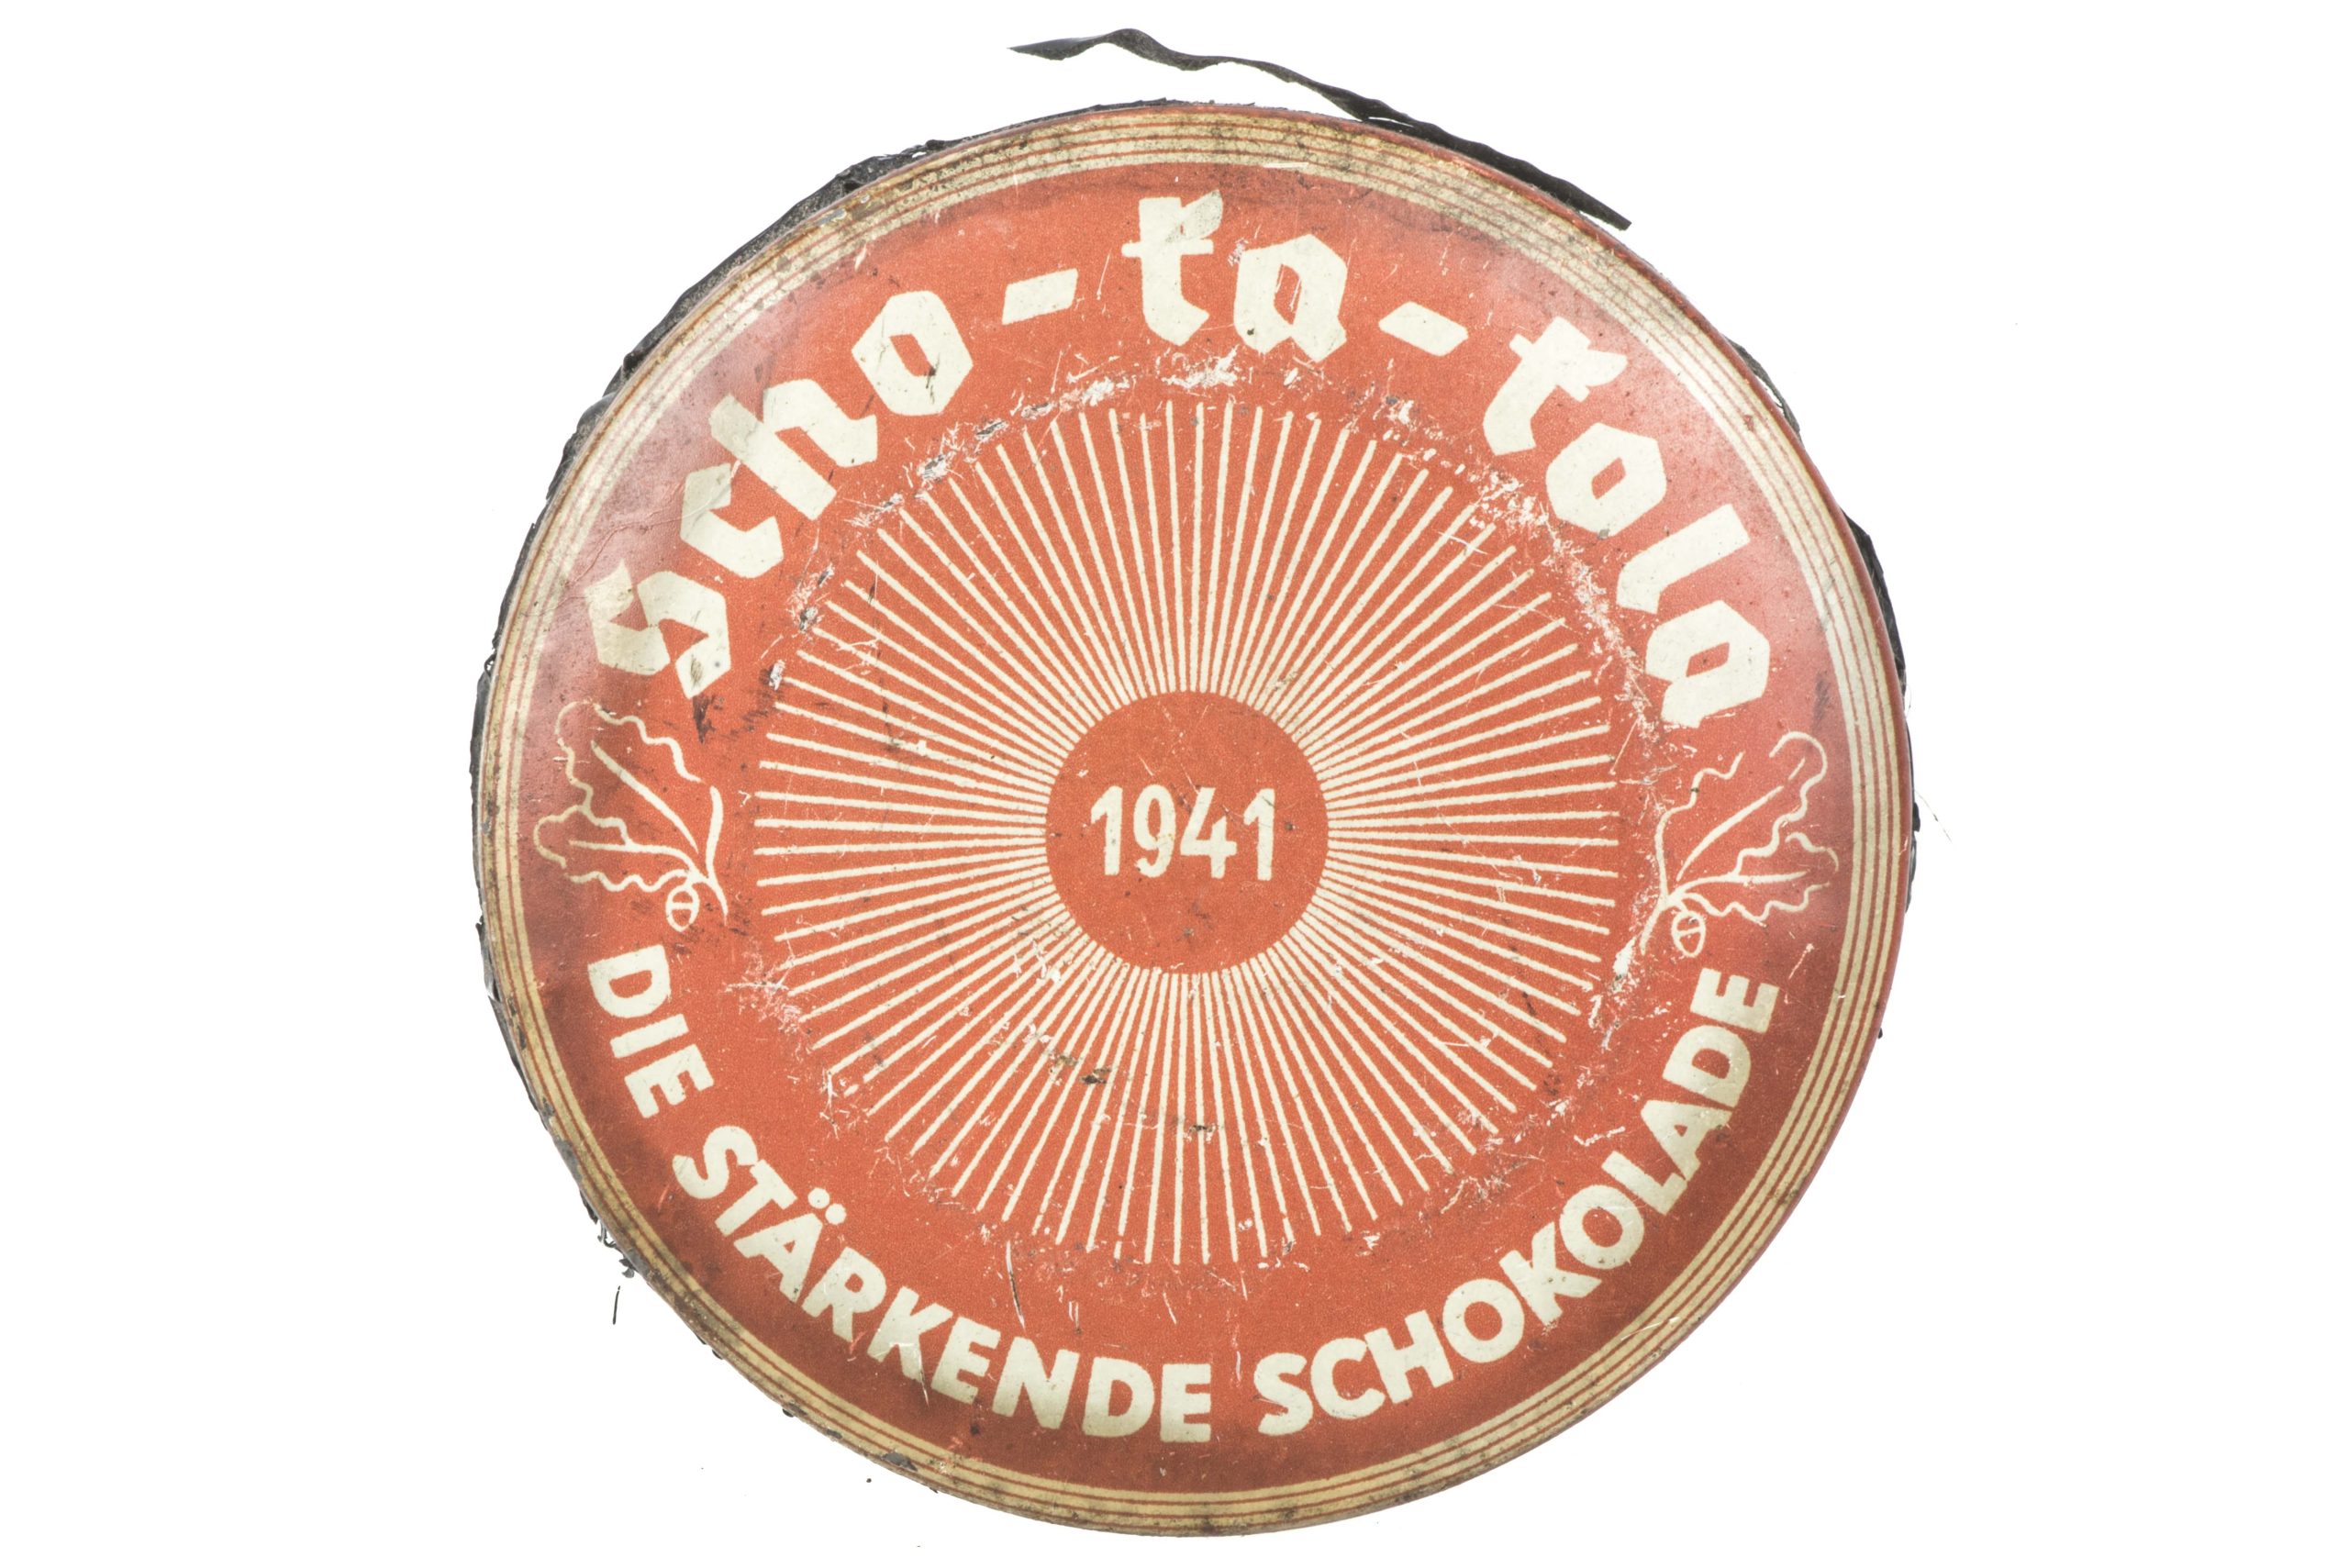 Scho-ka-kola
1941
DIE STÄRKENDE SCHOKOLADE